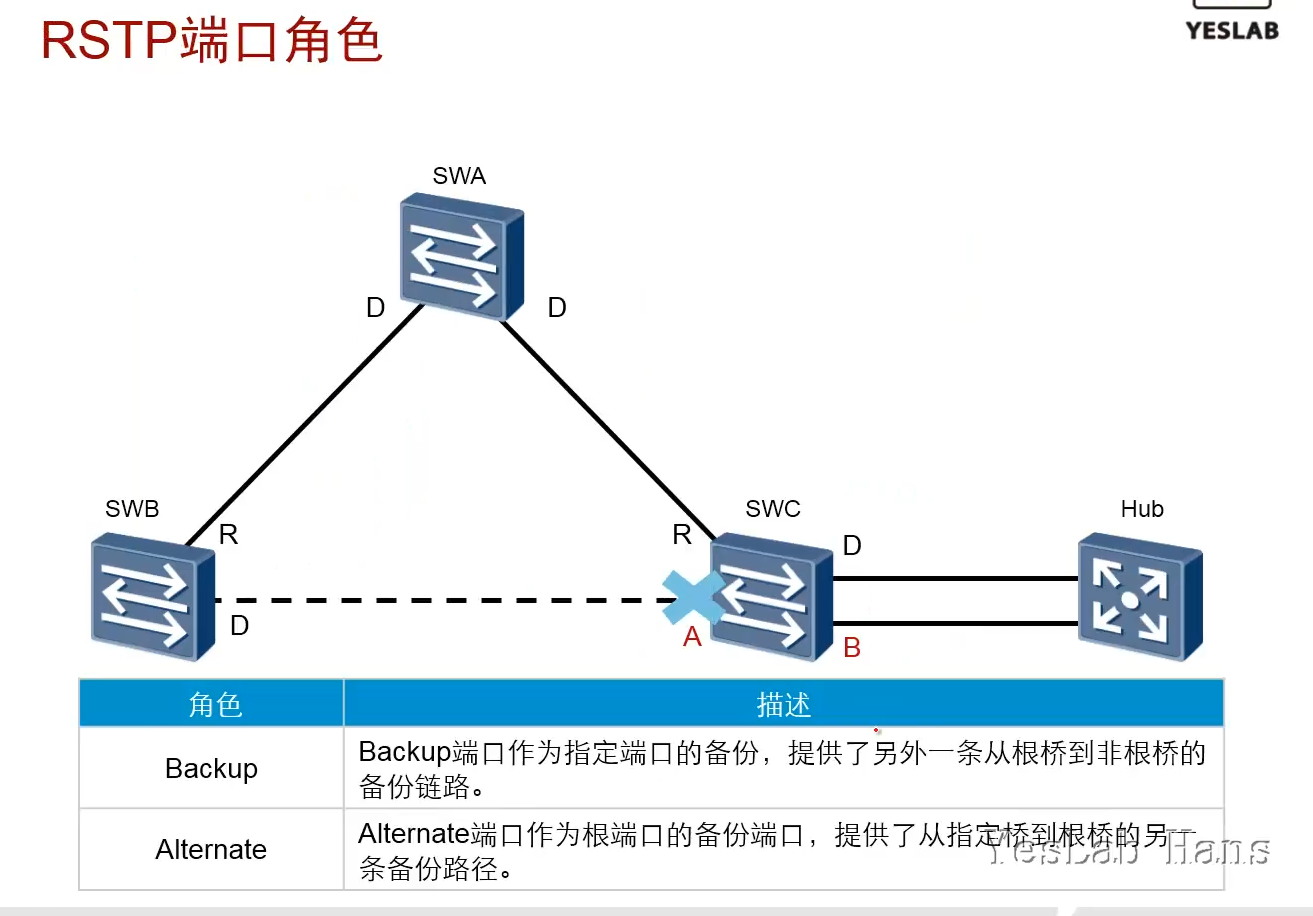 RSTP端口角色
YESLAB
SWA
D
D
SWB
SWC
Hub
R
R
D
D
A
B
角色
描述
Backup
Backup端口作为指定端口的备份，提供了另外一条从根桥到非根桥的
备份链路。
Alternate
Alternate端口作为根端口的备份端口，提供了从指定桥到根桥的另一
条备份路径。
YesLab Hans